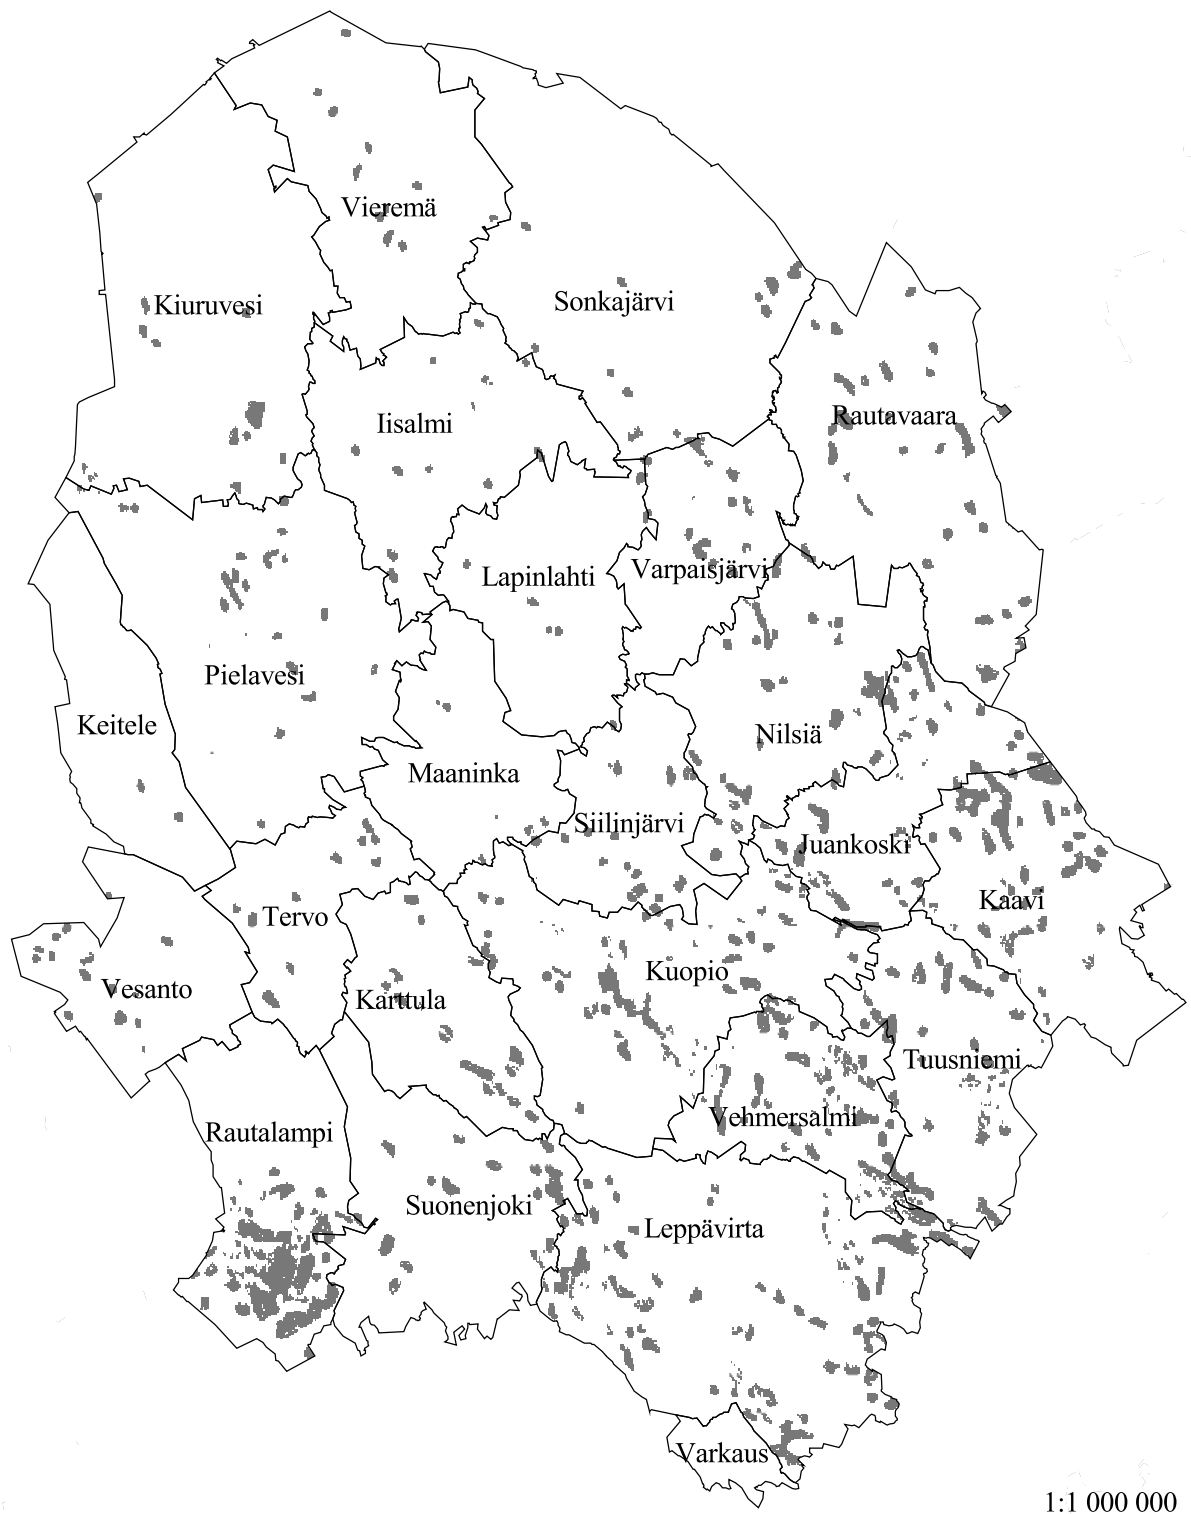 Vieremä
Kiuruvesi
Sonkajärvi
Rautavaara
Iisalmi
Varpaisjärvi
Lapinlahti
Pielavesi
Keitele
Nilsiä
Maaninka
Siilinjärvi
Juankoski
Kaavi
Tervo
Kuopio
Vesanto
Karttula
Tuusniemi
Vehmersalmi
Rautalampi
Suonenjoki
Leppävirta
Varkaus
1:1 000 000